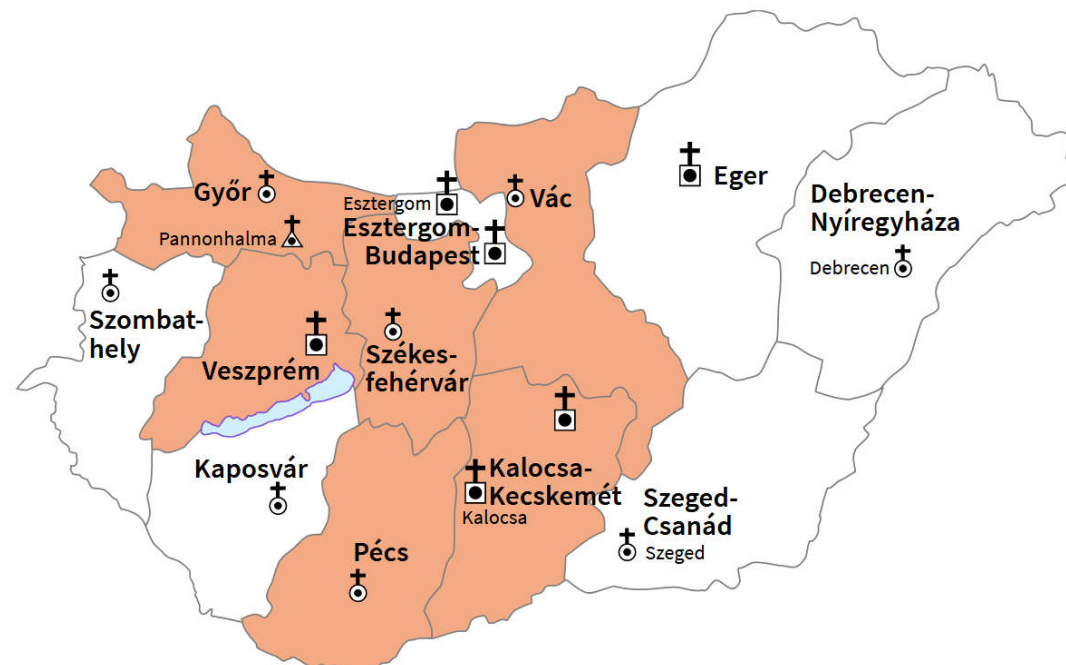 Győr
Pannonhalma
Esztergom
Esztergom-
Budapest
Vác
Eger
Debrecen-
Nyíregyháza
Debrecen
Szombat-
hely
Veszprém
Székes-
fehérvár
Kaposvár
Kalocsa-
Kecskemét
Kalocsa
Szeged-
Csanád
Szeged
Pécs